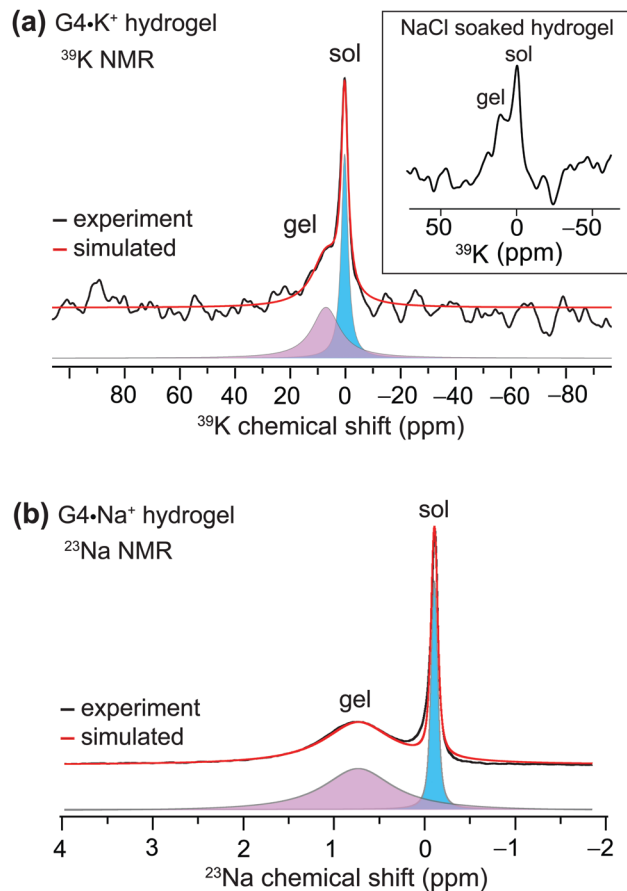 (a) G4•K⁺ hydrogel
³⁹K NMR
sol
gel
– experiment
– simulated
80 60 40 20 0 –20 –40 –60 –80
³⁹K chemical shift (ppm)
NaCl soaked hydrogel
sol
gel
50 0 –50
³⁹K (ppm)
(b) G4•Na⁺ hydrogel
²³Na NMR
sol
gel
– experiment
– simulated
4 3 2 1 0 –1 –2
²³Na chemical shift (ppm)